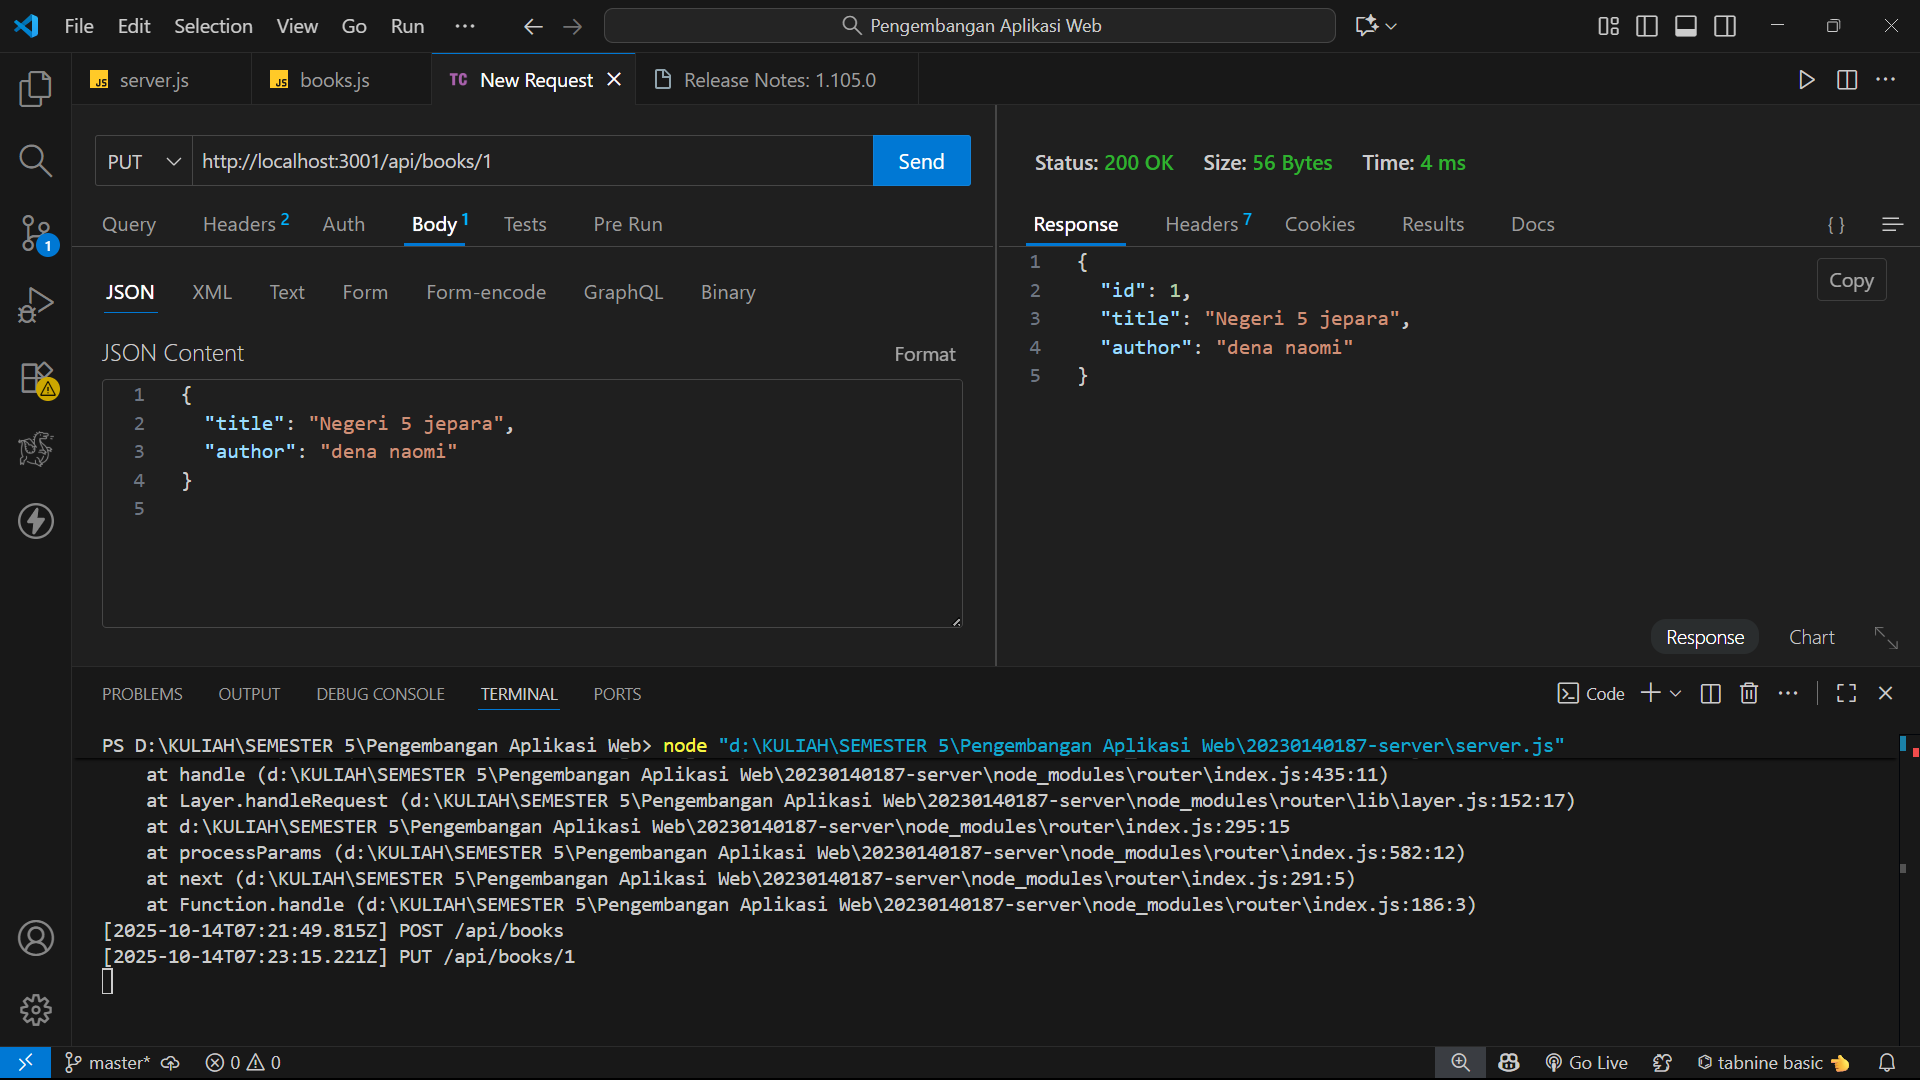 File Edit Selection View Go Run ··· Pengembangan Aplikasi Web
JS server.js JS books.js TC New Request Release Notes: 1.105.0
PUT http://localhost:3001/api/books/1 Send
Query Headers 2 Auth Body 1 Tests Pre Run
JSON XML Text Form Form-encode GraphQL Binary
JSON Content Format
1 {
2 "title": "Negeri 5 jepara",
3 "author": "dena naomi"
4 }
5
Status: 200 OK Size: 56 Bytes Time: 4 ms
Response Headers 7 Cookies Results Docs { }
1 {
2 "id": 1,
3 "title": "Negeri 5 jepara",
4 "author": "dena naomi"
5 }
Copy
Response Chart
1
PROBLEMS OUTPUT DEBUG CONSOLE TERMINAL PORTS Code
PS D:\KULIAH\SEMESTER 5\Pengembangan Aplikasi Web> node "d:\KULIAH\SEMESTER 5\Pengembangan Aplikasi Web\20230140187-server\server.js"
at handle (d:\KULIAH\SEMESTER 5\Pengembangan Aplikasi Web\20230140187-server\node_modules\router\index.js:435:11)
at Layer.handleRequest (d:\KULIAH\SEMESTER 5\Pengembangan Aplikasi Web\20230140187-server\node_modules\router\lib\layer.js:152:17)
at d:\KULIAH\SEMESTER 5\Pengembangan Aplikasi Web\20230140187-server\node_modules\router\index.js:295:15
at processParams (d:\KULIAH\SEMESTER 5\Pengembangan Aplikasi Web\20230140187-server\node_modules\router\index.js:582:12)
at next (d:\KULIAH\SEMESTER 5\Pengembangan Aplikasi Web\20230140187-server\node_modules\router\index.js:291:5)
at Function.handle (d:\KULIAH\SEMESTER 5\Pengembangan Aplikasi Web\20230140187-server\node_modules\router\index.js:186:3)
[2025-10-14T07:21:49.815Z] POST /api/books
[2025-10-14T07:23:15.221Z] PUT /api/books/1
master* 0 0 Go Live tabnine basic